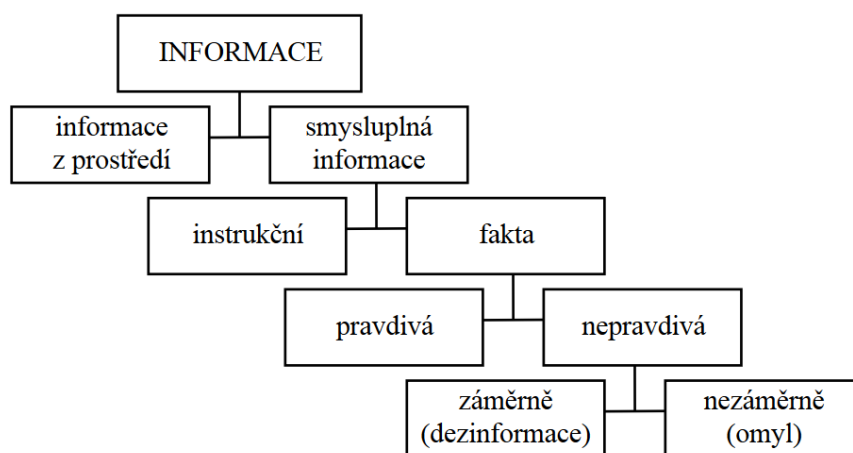 INFORMACE
informace
z prostředí
smysluplná
informace
instrukční
fakta
pravdivá
nepravdivá
záměrně
(dezinformace)
nezáměrně
(omyl)